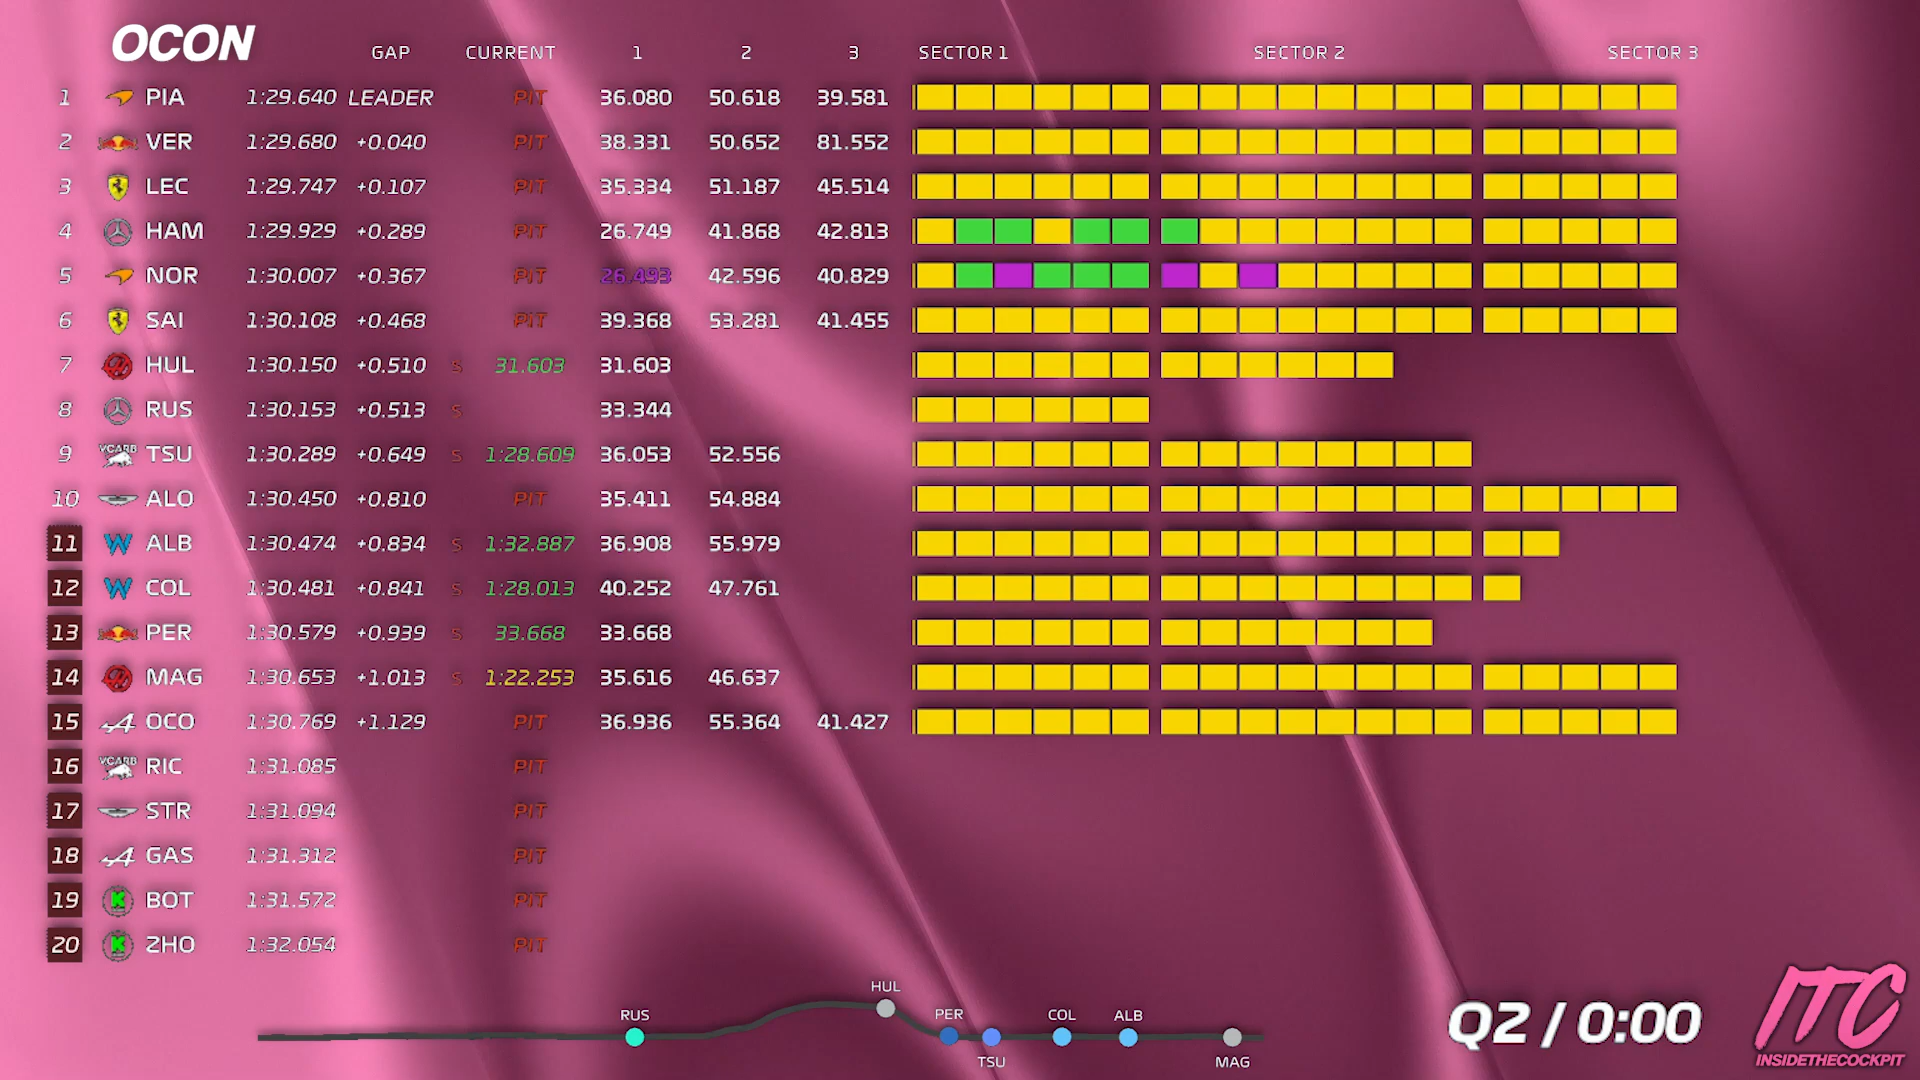 OCON GAP CURRENT 1 2 3 SECTOR 1 SECTOR 2 SECTOR 3
1 PIA 1:29.640 LEADER PIT 36.080 50.618 39.581
2 VER 1:29.680 +0.040 PIT 38.331 50.652 81.552
3 LEC 1:29.747 +0.107 PIT 35.334 51.187 45.514
4 HAM 1:29.929 +0.289 PIT 26.749 41.868 42.813
5 NOR 1:30.007 +0.367 PIT 26.493 42.596 40.829
6 SAI 1:30.108 +0.468 PIT 39.368 53.281 41.455
7 HUL 1:30.150 +0.510 S 31.603 31.603
8 RUS 1:30.153 +0.513 S 33.344
9 VCARB TSU 1:30.289 +0.649 S 1:28.609 36.053 52.556
10 ALO 1:30.450 +0.810 PIT 35.411 54.884
11 ALB 1:30.474 +0.834 S 1:32.887 36.908 55.979
12 COL 1:30.481 +0.841 S 1:28.013 40.252 47.761
13 PER 1:30.579 +0.939 S 33.668 33.668
14 MAG 1:30.653 +1.013 S 1:22.253 35.616 46.637
15 OCO 1:30.769 +1.129 PIT 36.936 55.364 41.427
16 VCARB RIC 1:31.085 PIT
17 STR 1:31.094 PIT
18 GAS 1:31.312 PIT
19 BOT 1:31.572 PIT
20 ZHO 1:32.054 PIT
HUL
RUS PER COL ALB
TSU MAG
Q2 / 0:00
ITC
INSIDETHECOCKPIT